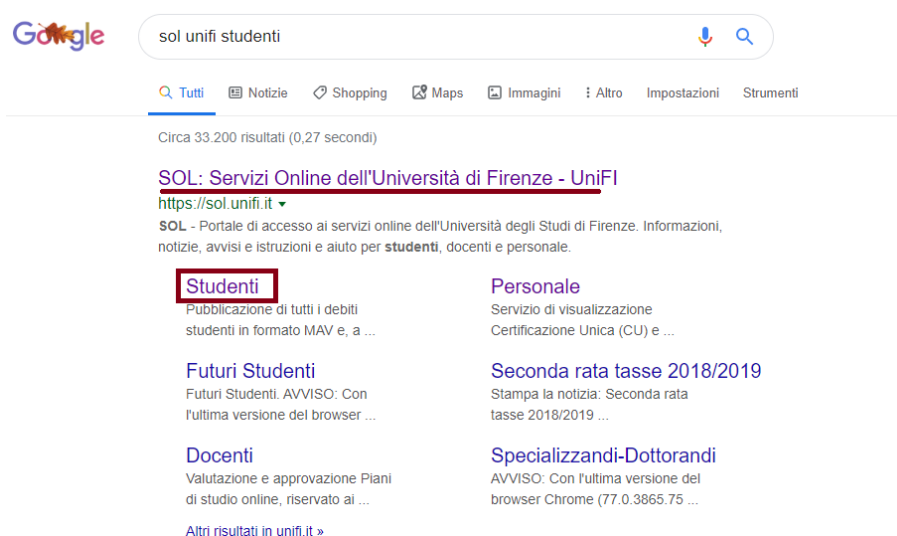 Google
sol unifi studenti
Tutti Notizie Shopping Maps Immagini Altro Impostazioni Strumenti
Circa 33.200 risultati (0,27 secondi)
SOL: Servizi Online dell'Università di Firenze - UniFI
https://sol.unifi.it
SOL - Portale di accesso ai servizi online dell'Università degli Studi di Firenze. Informazioni,
notizie, avvisi e istruzioni e aiuto per studenti, docenti e personale.
Studenti
Pubblicazione di tutti i debiti
studenti in formato MAV e, a ...
Personale
Servizio di visualizzazione
Certificazione Unica (CU) e ...
Futuri Studenti
Futuri Studenti. AVVISO: Con
l'ultima versione del browser ...
Seconda rata tasse 2018/2019
Stampa la notizia: Seconda rata
tasse 2018/2019 ...
Docenti
Valutazione e approvazione Piani
di studio online, riservato ai ...
Specializzandi-Dottorandi
AVVISO: Con l'ultima versione del
browser Chrome (77.0.3865.75 ...
Altri risultati in unifi.it »